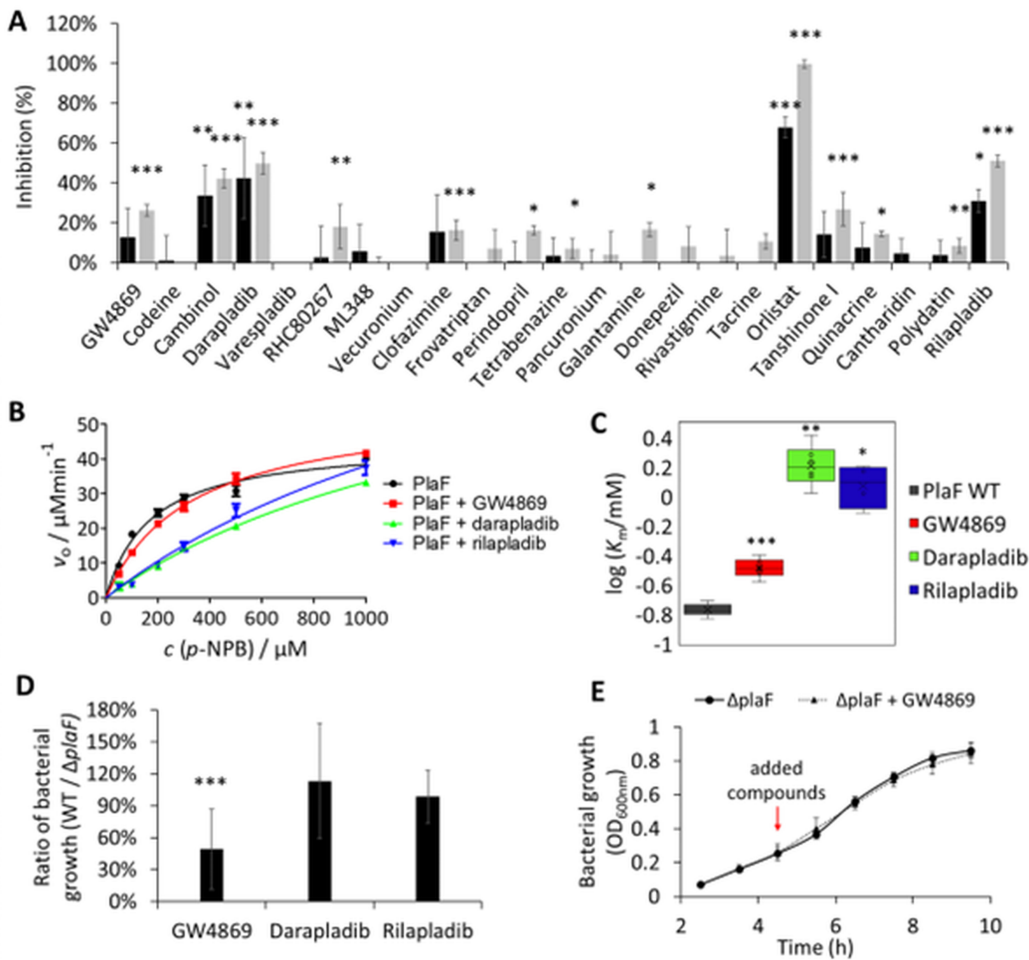 A
120%
100%
80%
60%
40%
20%
0%
Inhibition (%)
***
**
***
**
***
**
***
*
*
*
***
***
***
*
**
*
***
GW4869
Codeine
Cambinol
Darapladib
Varespladib
RHC80267
ML348
Vecuronium
Clofazimine
Frovatriptan
Perindopril
Tetrabenazine
Pancuronium
Galantamine
Donepezil
Rivastigmine
Tacrine
Orlistat
Tanshinone I
Quinacrine
Cantharidin
Polydatin
Rilapladib
B
50
40
30
20
10
0
v₀ / μMmin⁻¹
0 200 400 600 800 1000
c (p-NPB) / μM
PlaF
PlaF + GW4869
PlaF + darapladib
PlaF + rilapladib
C
0.4
0.2
0
-0.2
-0.4
-0.6
-0.8
-1
log (Kₘ/mM)
***
**
*
PlaF WT
GW4869
Darapladib
Rilapladib
D
180%
150%
120%
90%
60%
30%
0%
Ratio of bacterial
growth (WT / ΔplaF)
***
GW4869 Darapladib Rilapladib
E
ΔplaF ΔplaF + GW4869
1
0.8
0.6
0.4
0.2
0
Bacterial growth
(OD600nm)
added
compounds
2 4 6 8 10
Time (h)